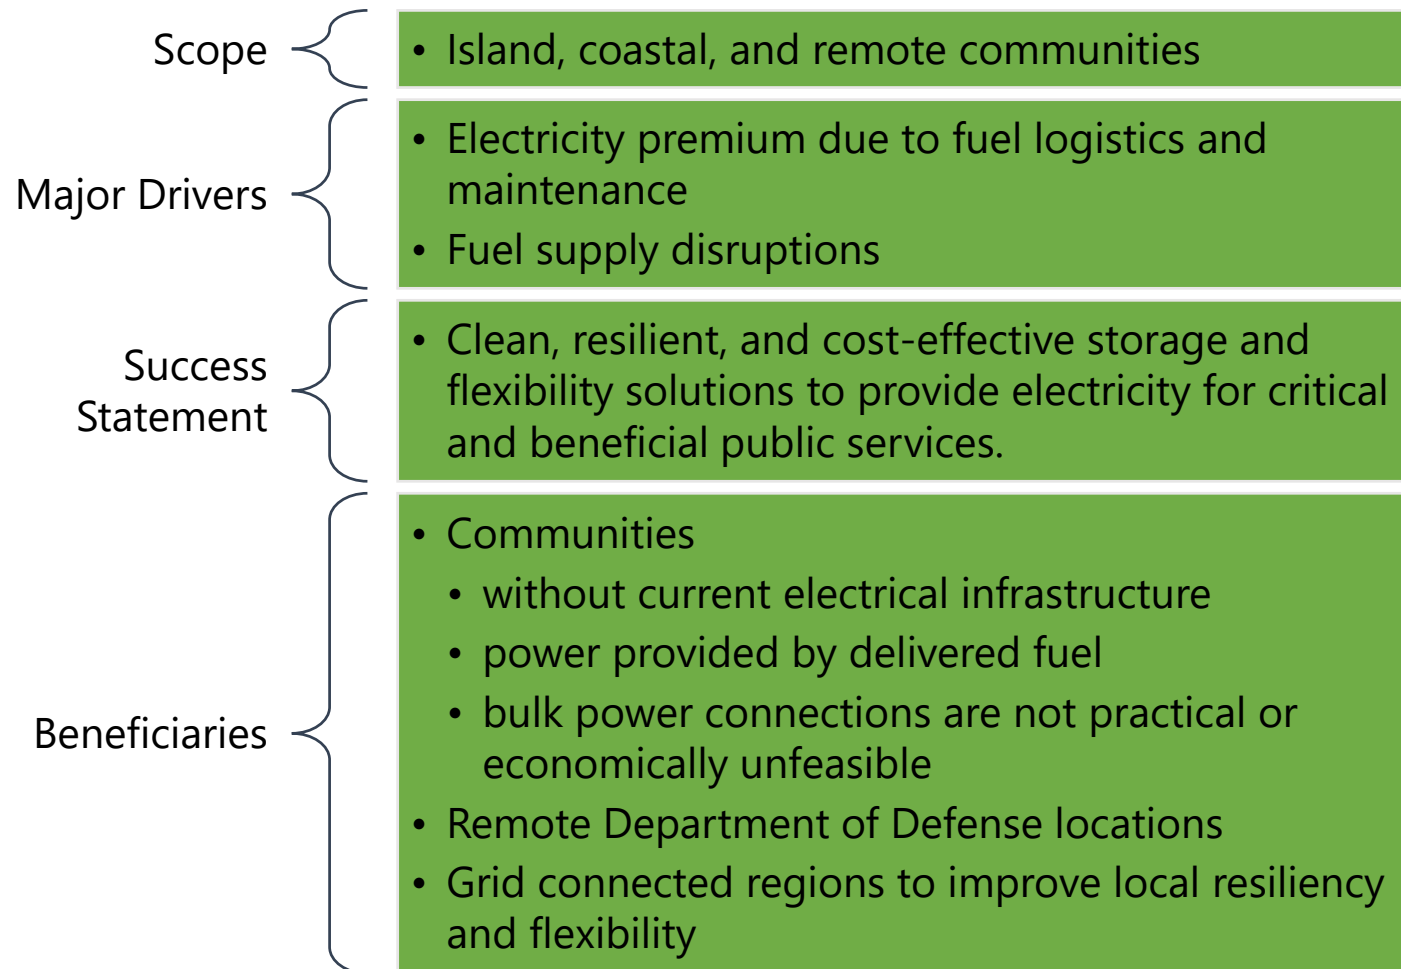 Scope
• Island, coastal, and remote communities
Major Drivers
• Electricity premium due to fuel logistics and
maintenance
• Fuel supply disruptions
Success
Statement
• Clean, resilient, and cost-effective storage and
flexibility solutions to provide electricity for critical
and beneficial public services.
Beneficiaries
• Communities
• without current electrical infrastructure
• power provided by delivered fuel
• bulk power connections are not practical or
economically unfeasible
• Remote Department of Defense locations
• Grid connected regions to improve local resiliency
and flexibility